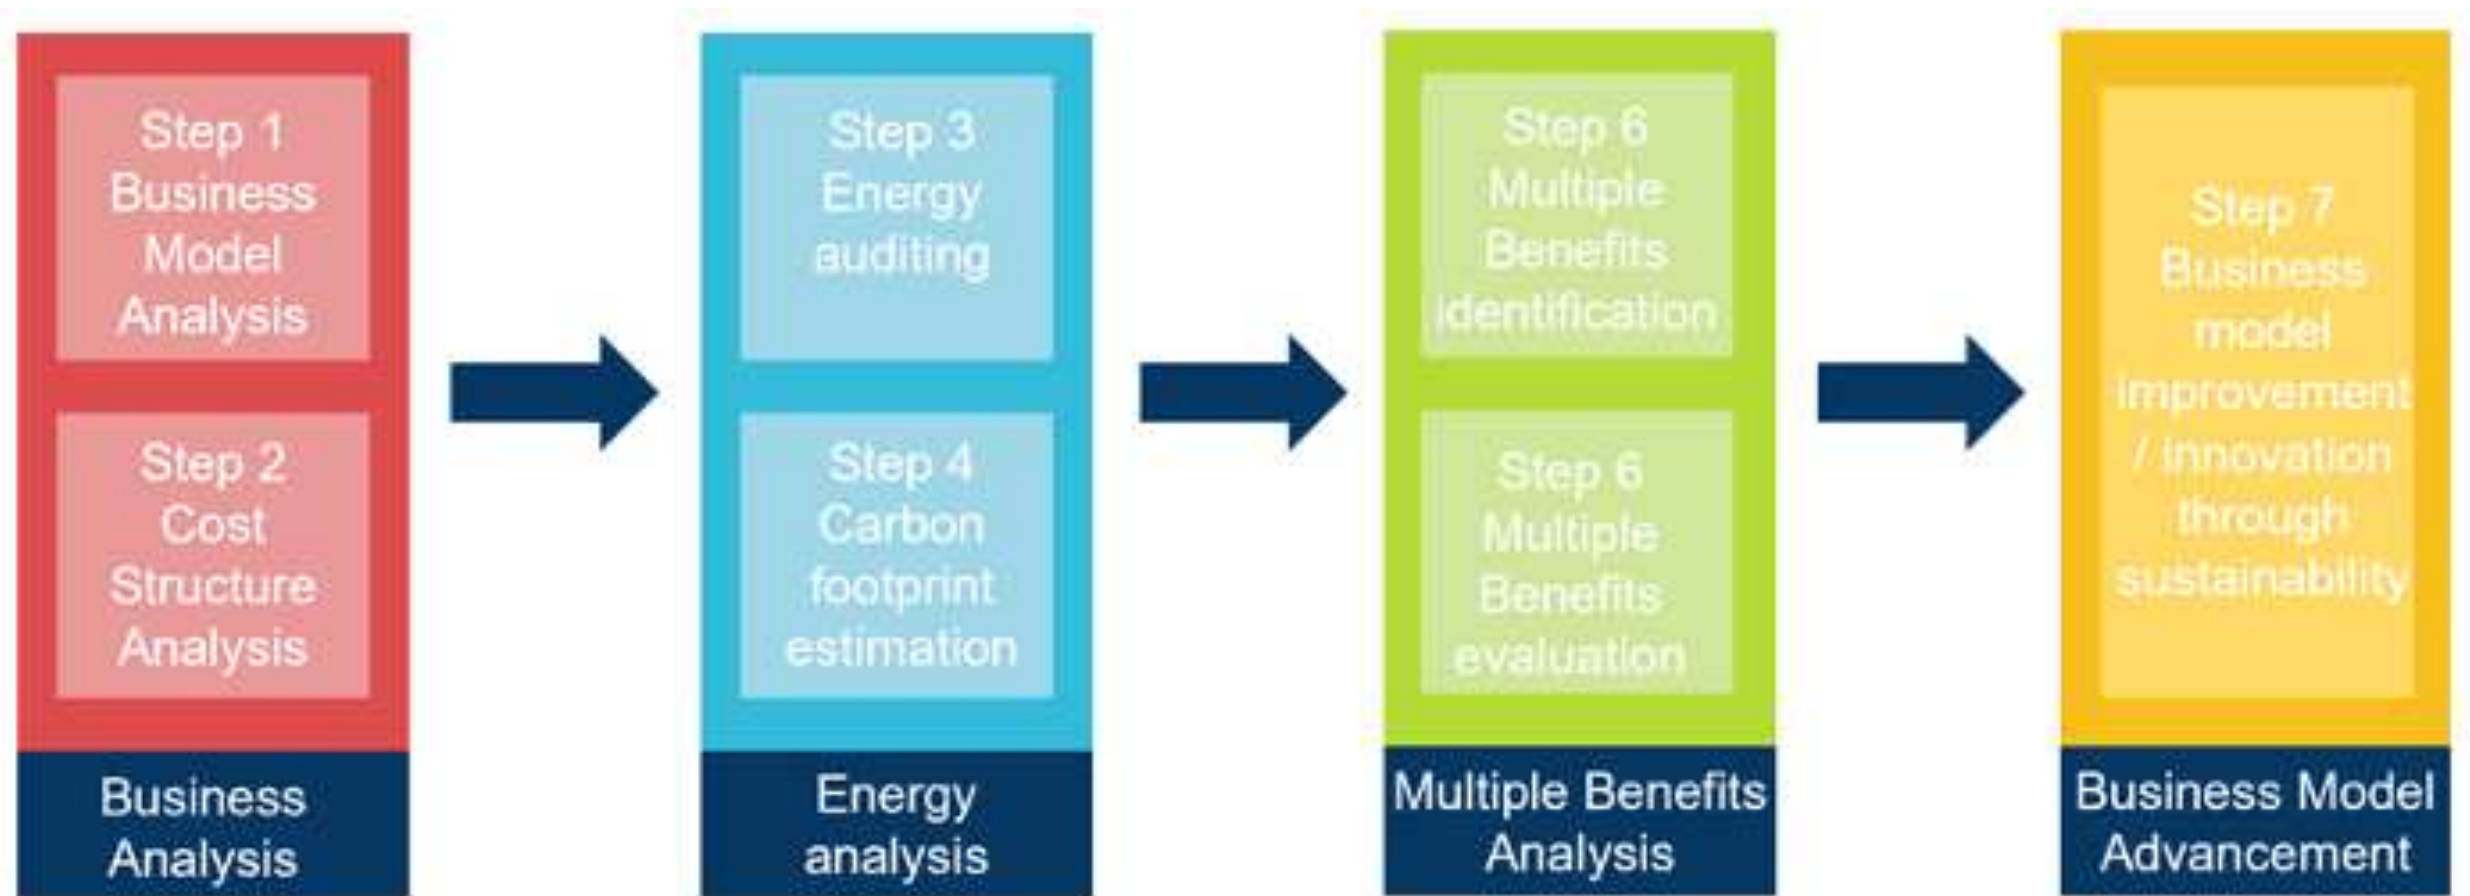 Step 1
Business
Model
Analysis
Step 2
Cost
Structure
Analysis
Business
Analysis
Step 3
Energy
auditing
Step 4
Carbon
footprint
estimation
Energy
analysis
Step 6
Multiple
Benefits
identification
Step 6
Multiple
Benefits
evaluation
Multiple Benefits
Analysis
Step 7
Business
model
improvement
/ innovation
through
sustainability
Business Model
Advancement